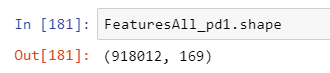 In [181]: FeaturesAll_pd1.shape
Out[181]: (918012, 169)